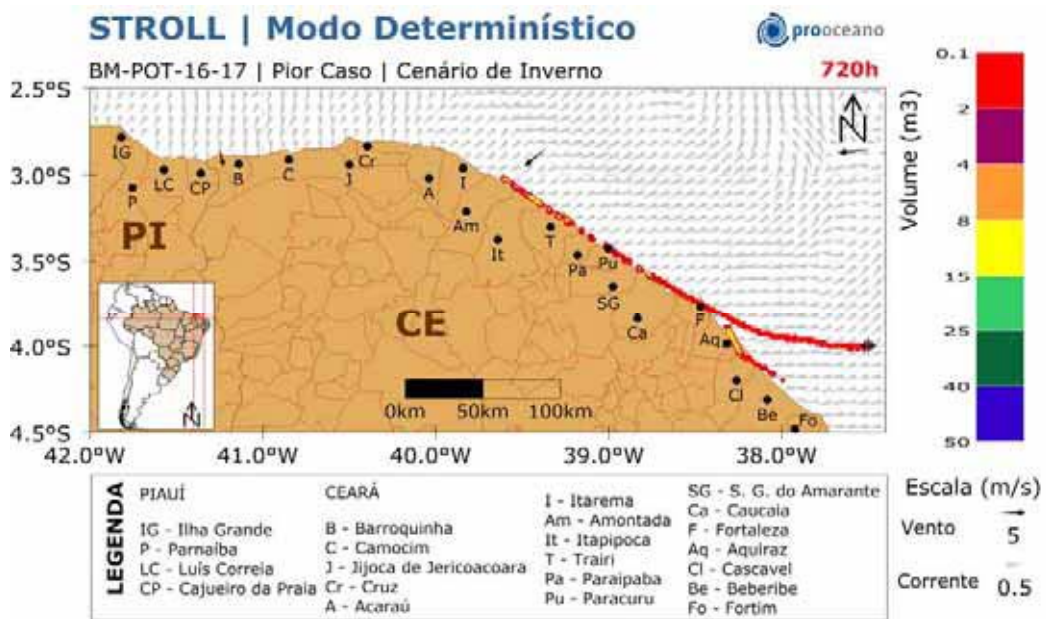 STROLL | Modo Determinístico
prooceano
BM-POT-16-17 | Pior Caso | Cenário de Inverno
720h
2.5°S
3.0°S
3.5°S
4.0°S
4.5°S
42.0°W
41.0°W
40.0°W
39.0°W
38.0°W
IG
P
LC
CP
B
C
J
Cr
A
I
Am
It
T
Pa
Pu
SG
Ca
F
Aq
Cl
Be
Fo
PI
CE
N
N
0km
50km
100km
Volume (m3)
0.1
2
4
8
15
25
40
50
LEGENDA
PIAUÍ
IG - Ilha Grande
P - Parnaíba
LC - Luís Correia
CP - Cajueiro da Praia
CEARÁ
B - Barroquinha
C - Camocim
J - Jijoca de Jericoacoara
Cr - Cruz
A - Acaraú
I - Itarema
Am - Amontada
It - Itapipoca
T - Trairi
Pa - Paraipaba
Pu - Paracuru
SG - S. G. do Amarante
Ca - Caucaia
F - Fortaleza
Aq - Aquiraz
Cl - Cascavel
Be - Beberibe
Fo - Fortim
Escala (m/s)
Vento
5
Corrente
0.5